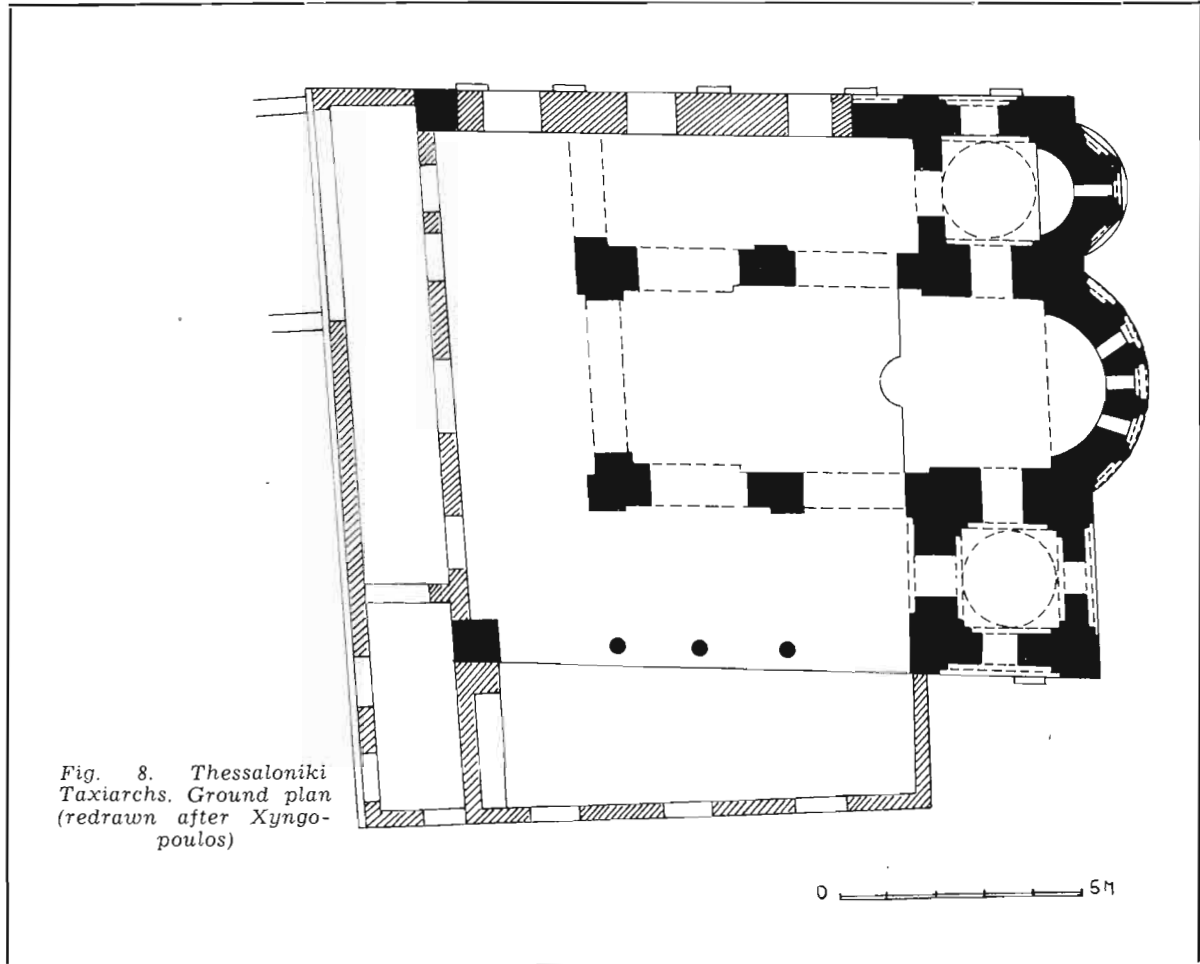 Fig. 8. Thessaloniki
Taxiarchs. Ground plan
(redrawn after Xyngo-
poulos)
0 5M